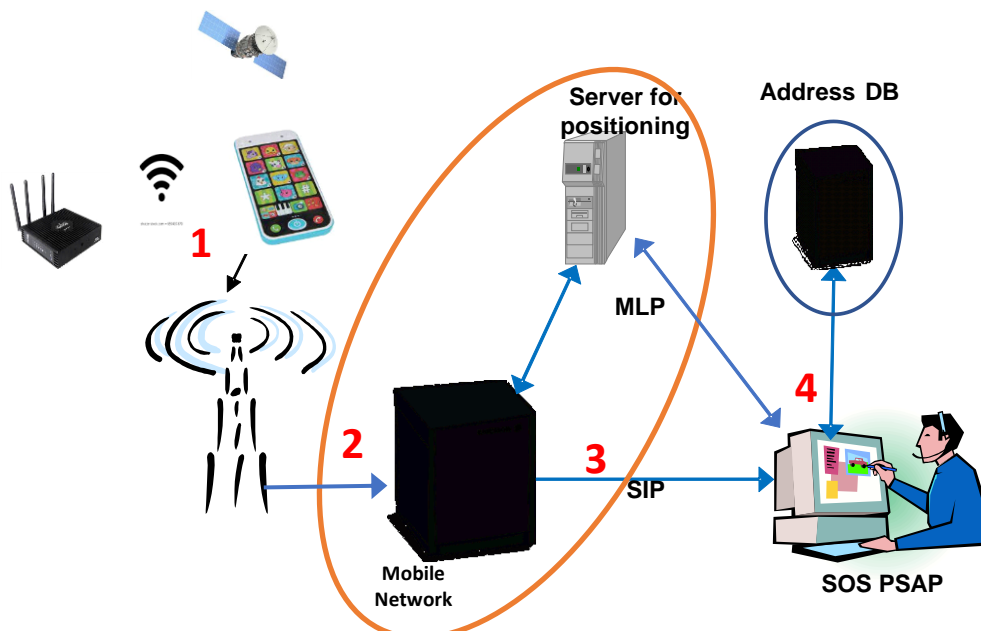 Server for
positioning
Address DB
1
MLP
4
2
3
SIP
Mobile
Network
SOS PSAP